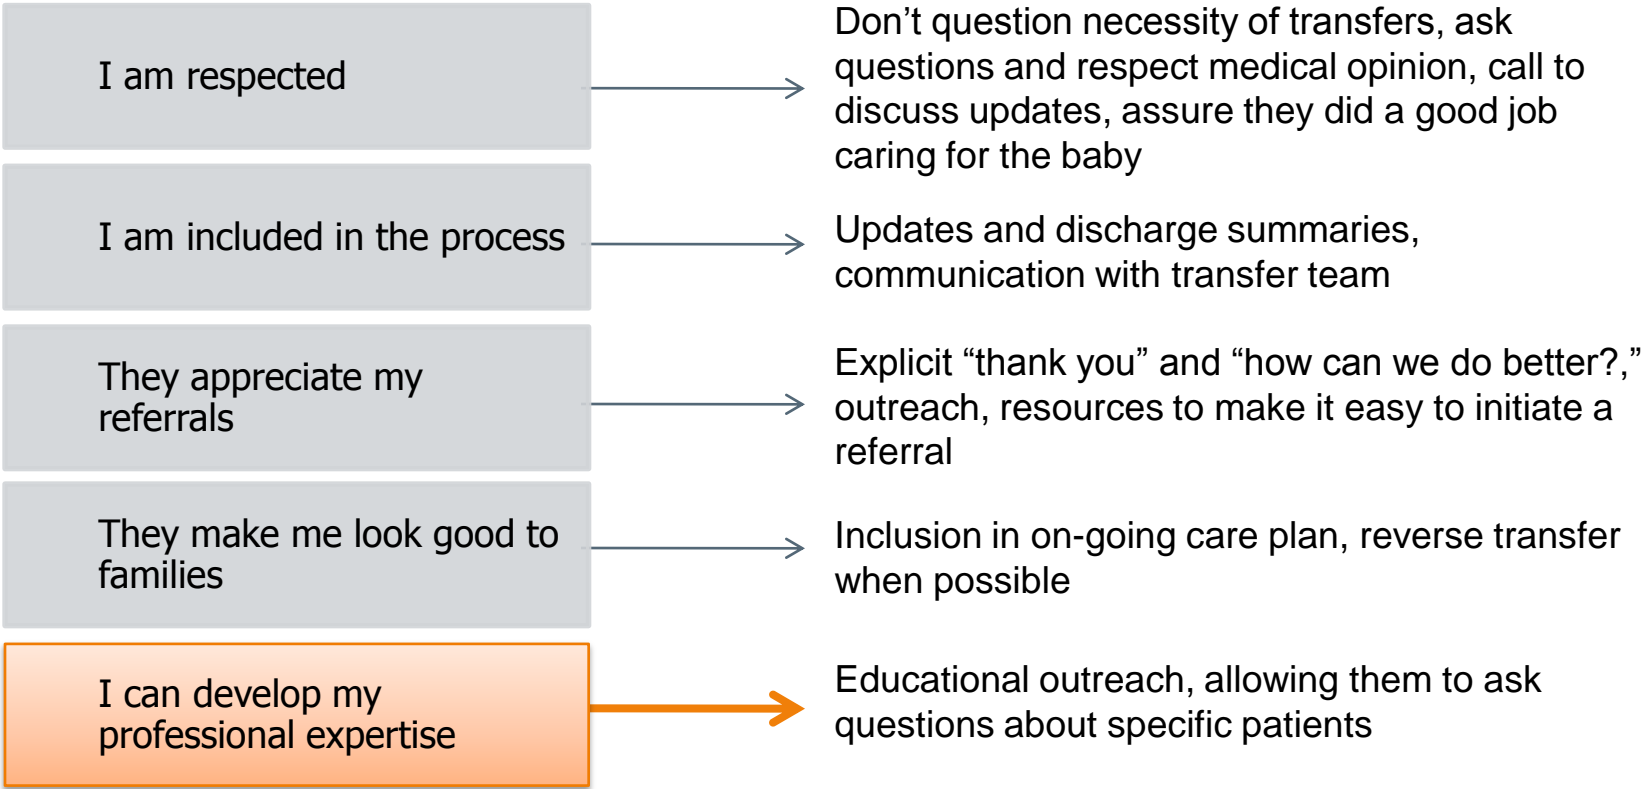 I am respected
Don’t question necessity of transfers, ask
questions and respect medical opinion, call to
discuss updates, assure they did a good job
caring for the baby
I am included in the process
Updates and discharge summaries,
communication with transfer team
They appreciate my
referrals
Explicit “thank you” and “how can we do better?,”
outreach, resources to make it easy to initiate a
referral
They make me look good to
families
Inclusion in on-going care plan, reverse transfer
when possible
I can develop my
professional expertise
Educational outreach, allowing them to ask
questions about specific patients